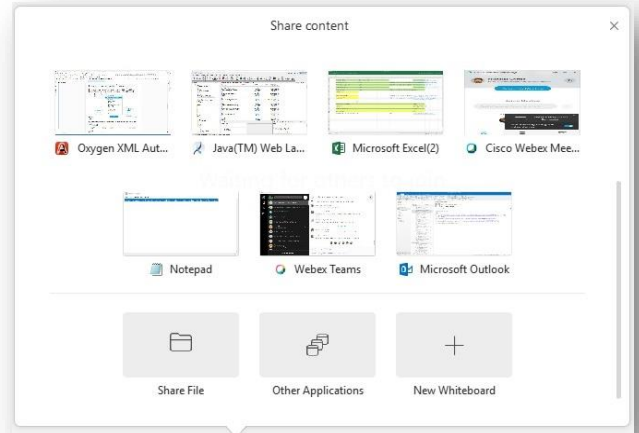 Share content
Oxygen XML Aut...
Java(TM) Web La...
Microsoft Excel(2)
Cisco Webex Mee...
Notepad
Webex Teams
Microsoft Outlook
Share File
Other Applications
New Whiteboard